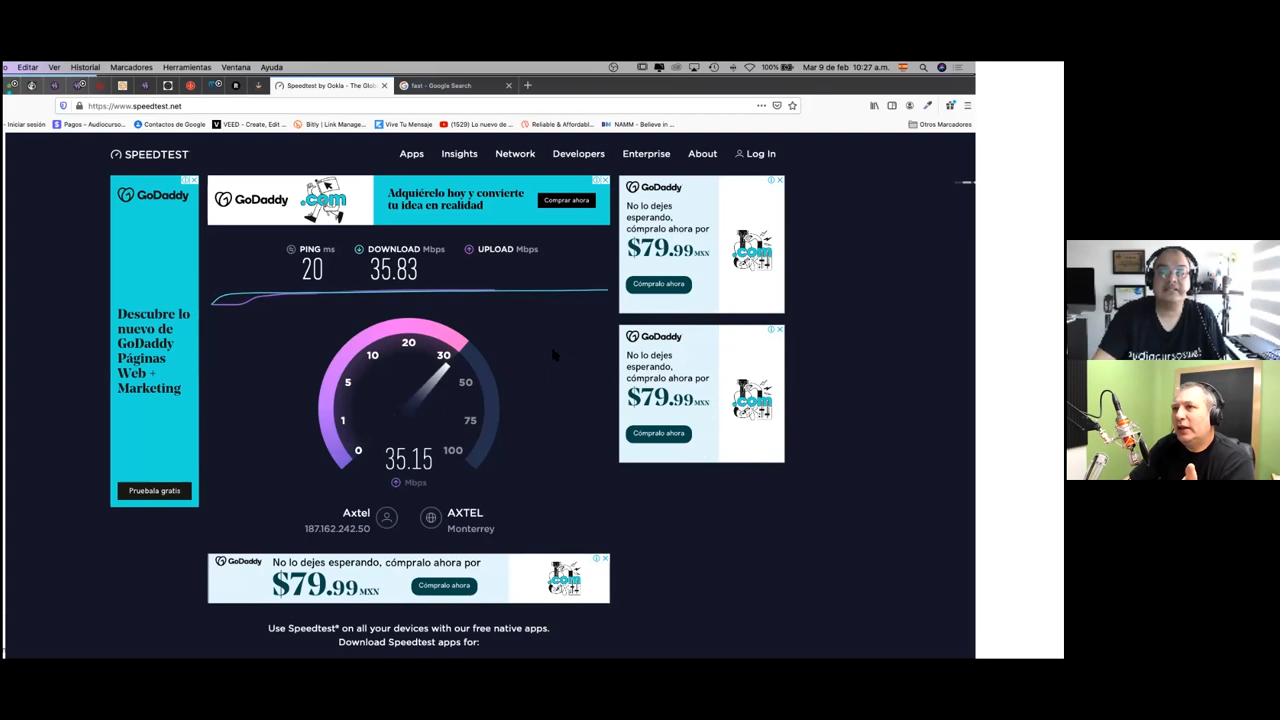 Editar Ver Historial Marcadores Herramientas Ventana Ayuda
100% Mar 9 de feb 10:27 a.m.
Speedtest by Ookla - The Glob
fast - Google Search
https://www.speedtest.net
Iniciar sesión Pagos - Audiocurso... Contactos de Google VEED - Create, Edit ... Bitly | Link Manage... Vive Tu Mensaje (1529) Lo nuevo de ... Reliable & Affordabl... NAMM - Believe in ... Otros Marcadores
SPEEDTEST
Apps Insights Network Developers Enterprise About Log In
GoDaddy
Descubre lo
nuevo de
GoDaddy
Páginas
Web +
Marketing
Pruebala gratis
GoDaddy
.com
Adquiérelo hoy y convierte
tu idea en realidad
Comprar ahora
GoDaddy
No lo dejes
esperando,
cómpralo ahora por
$79.99MXN
Cómpralo ahora
.com
PING ms DOWNLOAD Mbps UPLOAD Mbps
20 35.83
0
1
5
10
20
30
50
75
100
35.15
Mbps
Axtel
187.162.242.50
AXTEL
Monterrey
GoDaddy
No lo dejes
esperando,
cómpralo ahora por
$79.99MXN
Cómpralo ahora
.com
GoDaddy
No lo dejes esperando, cómpralo ahora por
$79.99MXN
Cómpralo ahora
.com
Use Speedtest® on all your devices with our free native apps.
Download Speedtest apps for: